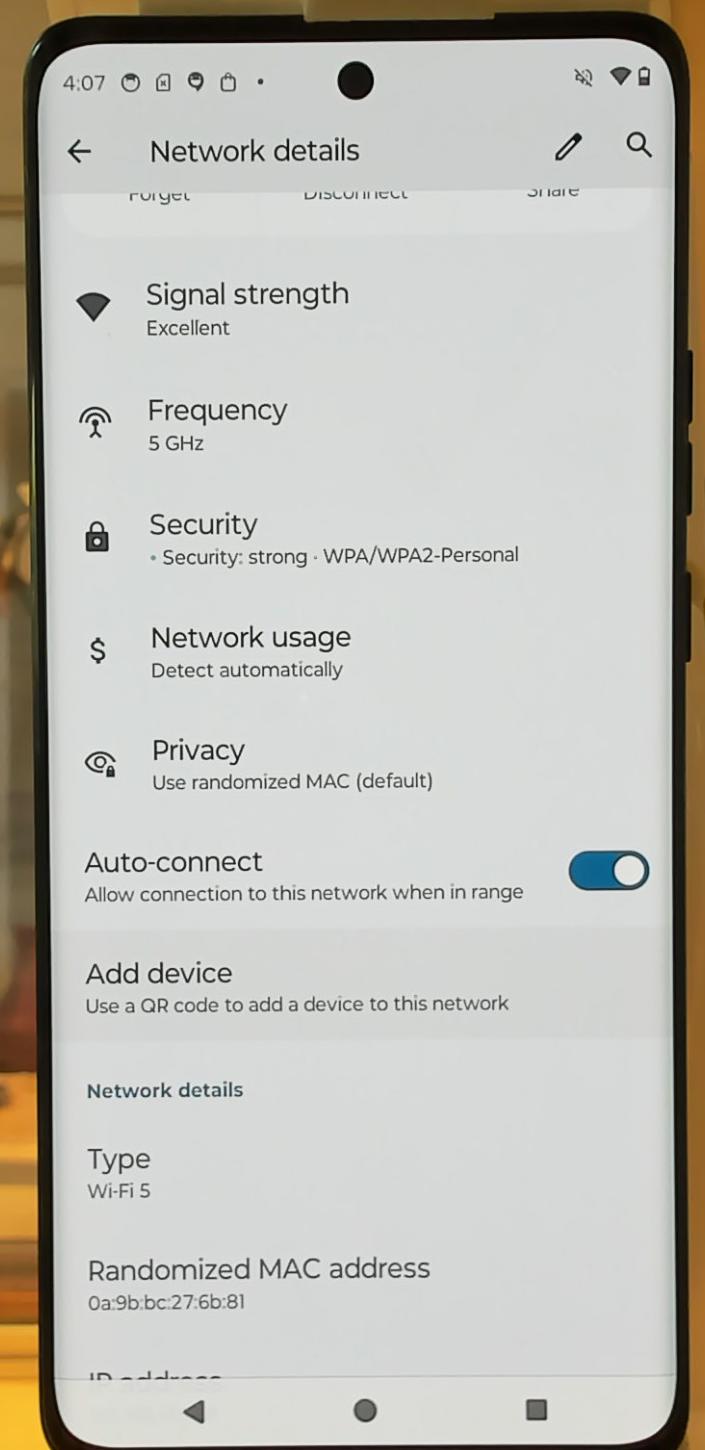 4:07
Network details
Forget Disconnect Share
Signal strength
Excellent
Frequency
5 GHz
Security
• Security: strong · WPA/WPA2-Personal
$
Network usage
Detect automatically
Privacy
Use randomized MAC (default)
Auto-connect
Allow connection to this network when in range
Add device
Use a QR code to add a device to this network
Network details
Type
Wi-Fi 5
Randomized MAC address
0a:9b:bc:27:6b:81
IP address